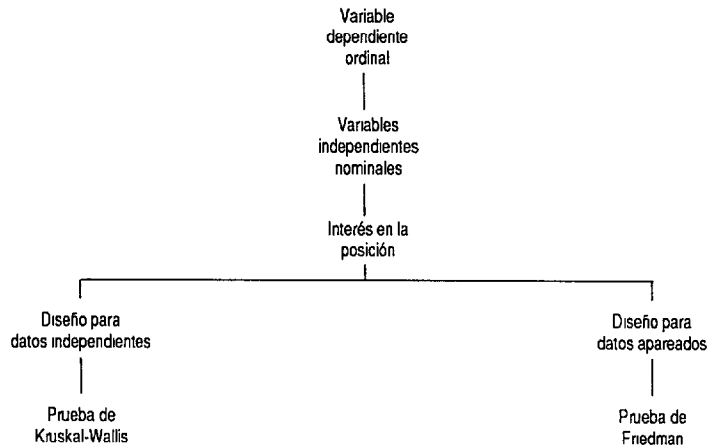 Variable
dependiente
ordinal
Variables
independientes
nominales
Interés en la
posición
Diseño para
datos independientes
Diseño para
datos apareados
Prueba de
Kruskal-Wallis
Prueba de
Friedman